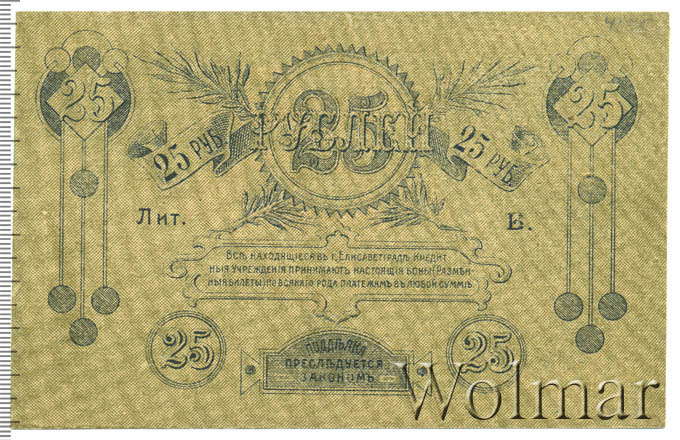 25 25 25
РУБЛЕЙ
25 РУБ. 25 РУБ.
Лит. Б.
ВСѢ НАХОДЯЩІЕСЯ ВЪ Г. ЕЛИСАВЕТГРАДѢ КРЕДИТ-
НЫЯ УЧРЕЖДЕНІЯ ПРИНИМАЮТЪ НАСТОЯЩІЯ БОНЫ (РАЗМѢН-
НЫЕ БИЛЕТЫ) ПО ВСЯКАГО РОДА ПЛАТЕЖАМЪ ВЪ ЛЮБОЙ СУММѢ.
25 ПОДДѢЛКА 25
ПРЕСЛѢДУЕТСЯ
ЗАКОНОМЪ
Wolmar